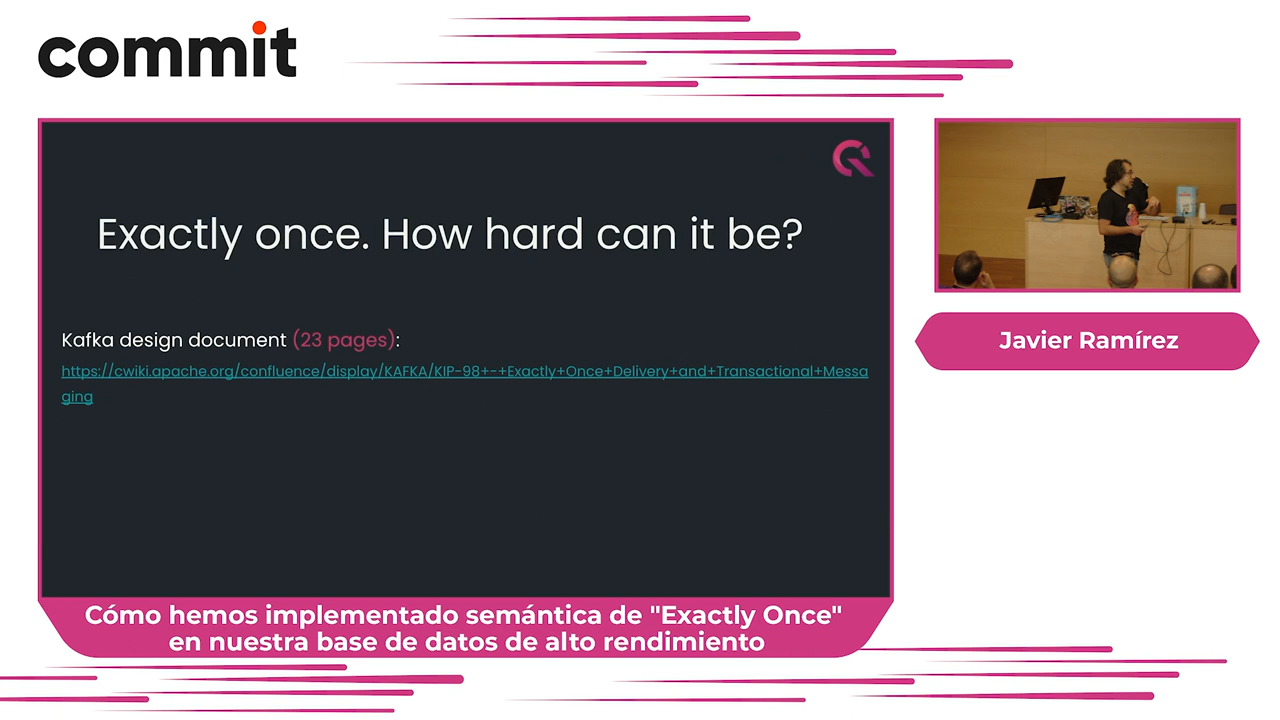 commit
Exactly once. How hard can it be?
Kafka design document (23 pages):
https://cwiki.apache.org/confluence/display/KAFKA/KIP-98+-+Exactly+Once+Delivery+and+Transactional+Messa
ging
Javier Ramírez
Cómo hemos implementado semántica de "Exactly Once"
en nuestra base de datos de alto rendimiento